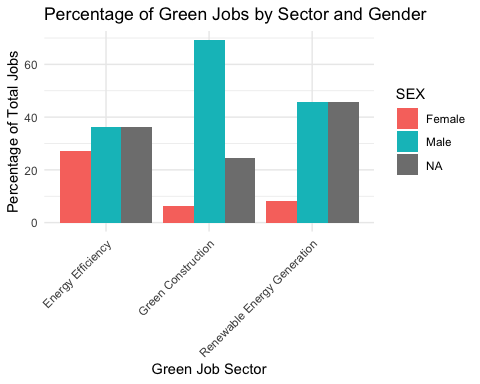 Percentage of Green Jobs by Sector and Gender
Percentage of Total Jobs
60
40
20
0
Energy Efficiency
Green Construction
Renewable Energy Generation
Green Job Sector
SEX
Female
Male
NA